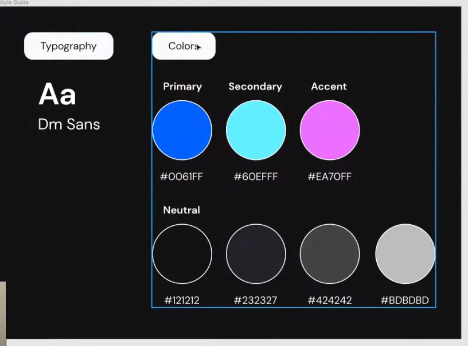 Style Guide
Typography
Colors
Aa
Dm Sans
Primary
Secondary
Accent
#0061FF
#60EFFF
#EA70FF
Neutral
#121212
#232327
#424242
#BDBDBD